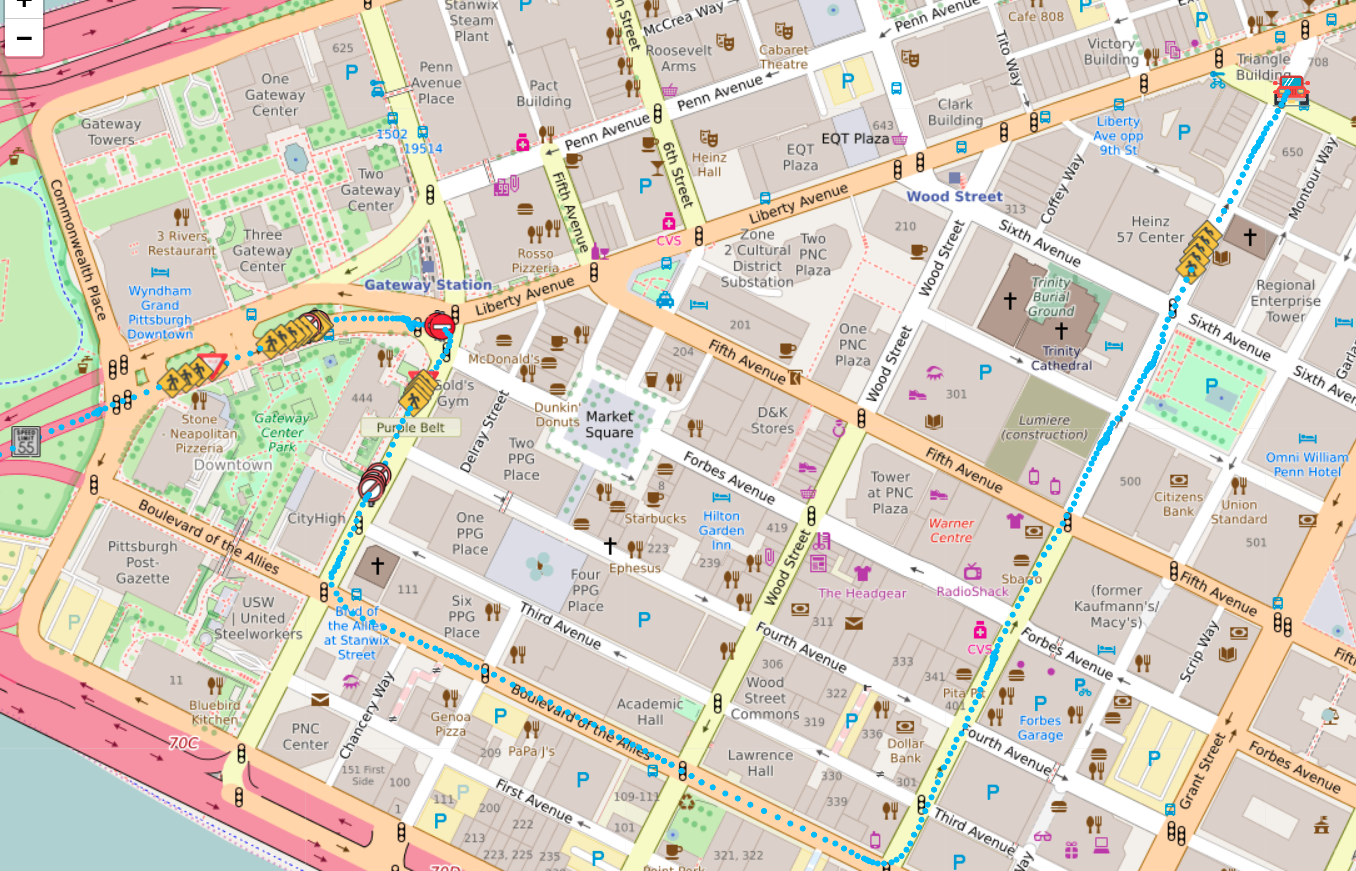 +
−
Stanwix
Steam
Plant
McCrea Way
Penn Avenue
Cafe 808
P
625
One
Gateway
Center
P
Penn
Avenue
Place
Pact
Building
Roosevelt
Arms
Cabaret
Theatre
Tito Way
Victory
Building
Triangle
Building
708
Gateway
Towers
1502
19514
Penn Avenue
Penn Avenue
6th Street
Heinz
Hall
EQT
Plaza
643
EQT Plaza
Clark
Building
Liberty
Ave opp
9th St
P
650
Montour Way
Two
Gateway
Center
Fifth Avenue
P
CVS
Liberty Avenue
Wood Street
Coffey Way
Commonwealth Place
3 Rivers
Restaurant
Three
Gateway
Center
Rosso
Pizzeria
Zone
2 Cultural
District
Substation
Two
PNC
Plaza
210
313
Sixth Avenue
Heinz
57 Center
Wyndham
Grand
Pittsburgh
Downtown
Gateway Station
Liberty Avenue
Wood Street
Trinity
Burial
Ground
Trinity
Cathedral
Regional
Enterprise
Tower
201
204
Fifth Avenue
One
PNC
Plaza
Wood Street
301
P
Sixth Avenue
P
McDonald's
Gold's
Gym
444
Purple Belt
Dunkin'
Donuts
Market
Square
D&K
Stores
Lumiere
(construction)
SPEED
LIMIT
55
Stone
Neapolitan
Pizzeria
Gateway
Center
Park
Downtown
Delray Street
Two
PPG
Place
Forbes Avenue
Fifth Avenue
500
Citizens
Bank
Union
Standard
Omni William
Penn Hotel
Boulevard of the Allies
CityHigh
One
PPG
Place
8
Starbucks
Hilton
Garden
Inn
419
Tower
at PNC
Plaza
Warner
Centre
501
Pittsburgh
Post-
Gazette
223
Ephesus
239
Four
PPG
Place
Wood Street
The Headgear
RadioShack
Sbarro
(former
Kaufmann's/
Macy's)
Fifth Avenue
USW
| United
Steelworkers
111
Blvd of
the Allies
at Stanwix
Street
Six
PPG
Place
Third Avenue
P
Fourth Avenue
311
CVS
Forbes Avenue
Scrip Way
P
11
Bluebird
Kitchen
PNC
Center
Chancery Way
Genoa
Pizza
Boulevard of the Allies
P
PaPa J's
Academic
Hall
306
Wood
Street
Commons
322
319
P
333
341
Pita Pit
401
336
Dollar
Bank
P
Forbes
Garage
Fourth Avenue
70C
151 First
Side
100
209
P
Lawrence
Hall
330
339
301
P
P
Grant Street
Forbes Avenue
P
111
P
1
First Avenue
200
222
213
223, 225
235
P
109-111
101
321, 322
Third Avenue
P
Point Park
70D